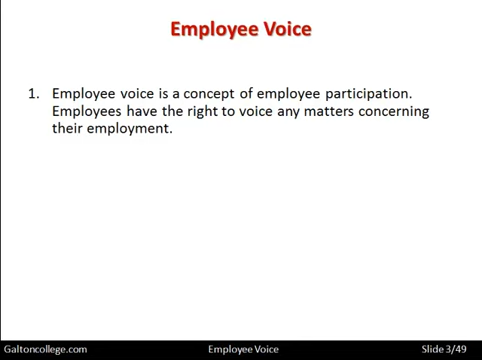 Employee Voice
1. Employee voice is a concept of employee participation.
Employees have the right to voice any matters concerning
their employment.
Galtoncollege.com Employee Voice Slide 3/49